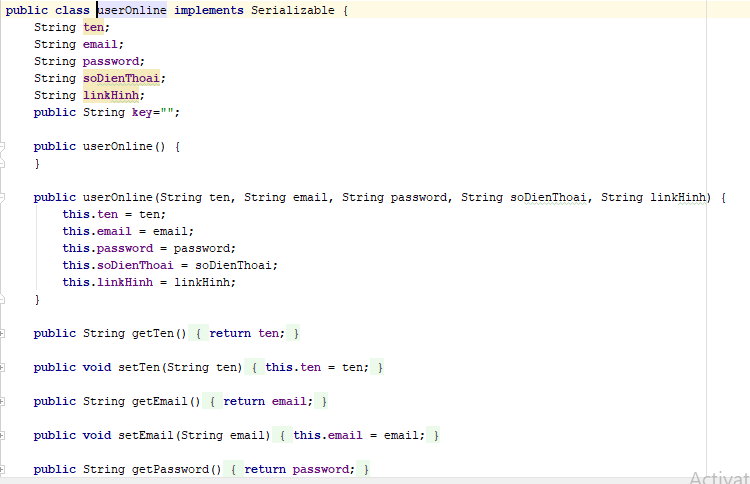 public class userOnline implements Serializable {
String ten;
String email;
String password;
String soDienThoai;
String linkHinh;
public String key="";
public userOnline() {
}
public userOnline(String ten, String email, String password, String soDienThoai, String linkHinh) {
this.ten = ten;
this.email = email;
this.password = password;
this.soDienThoai = soDienThoai;
this.linkHinh = linkHinh;
}
public String getTen() { return ten; }
public void setTen(String ten) { this.ten = ten; }
public String getEmail() { return email; }
public void setEmail(String email) { this.email = email; }
public String getPassword() { return password; }
Activat